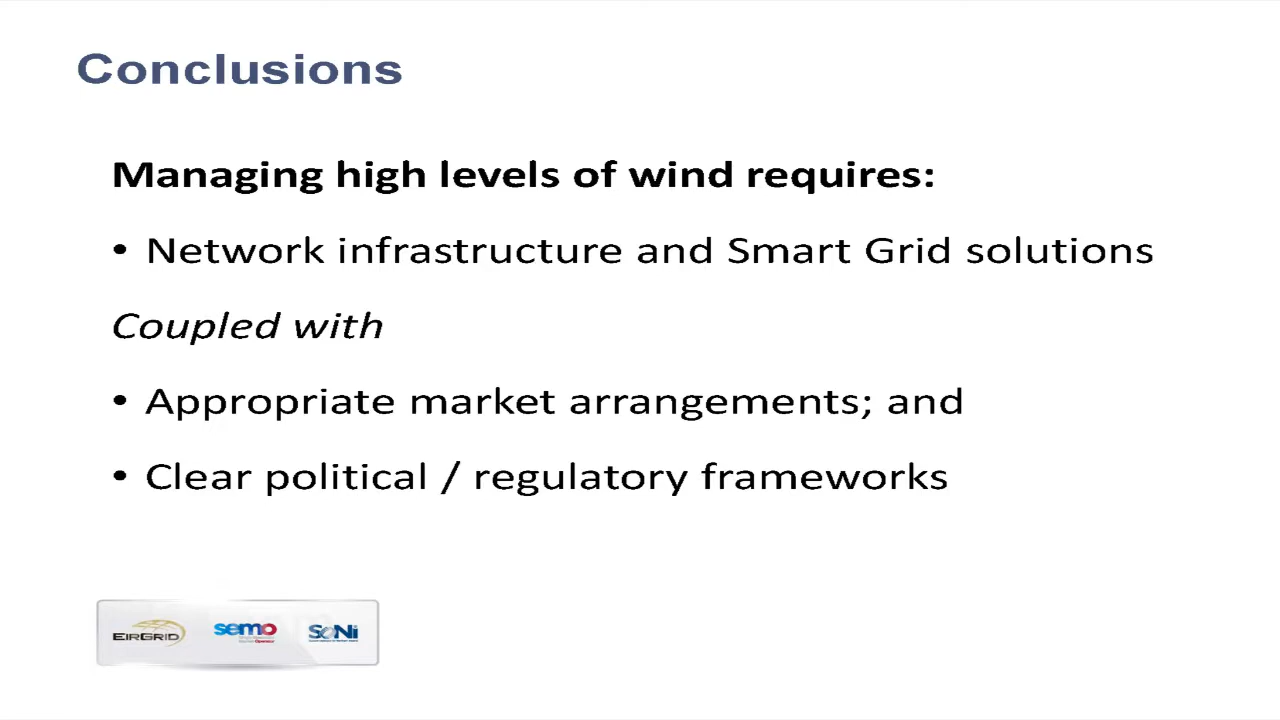 Conclusions
Managing high levels of wind requires:
• Network infrastructure and Smart Grid solutions
Coupled with
• Appropriate market arrangements; and
• Clear political / regulatory frameworks
EIRGRID semo SONI
Operator